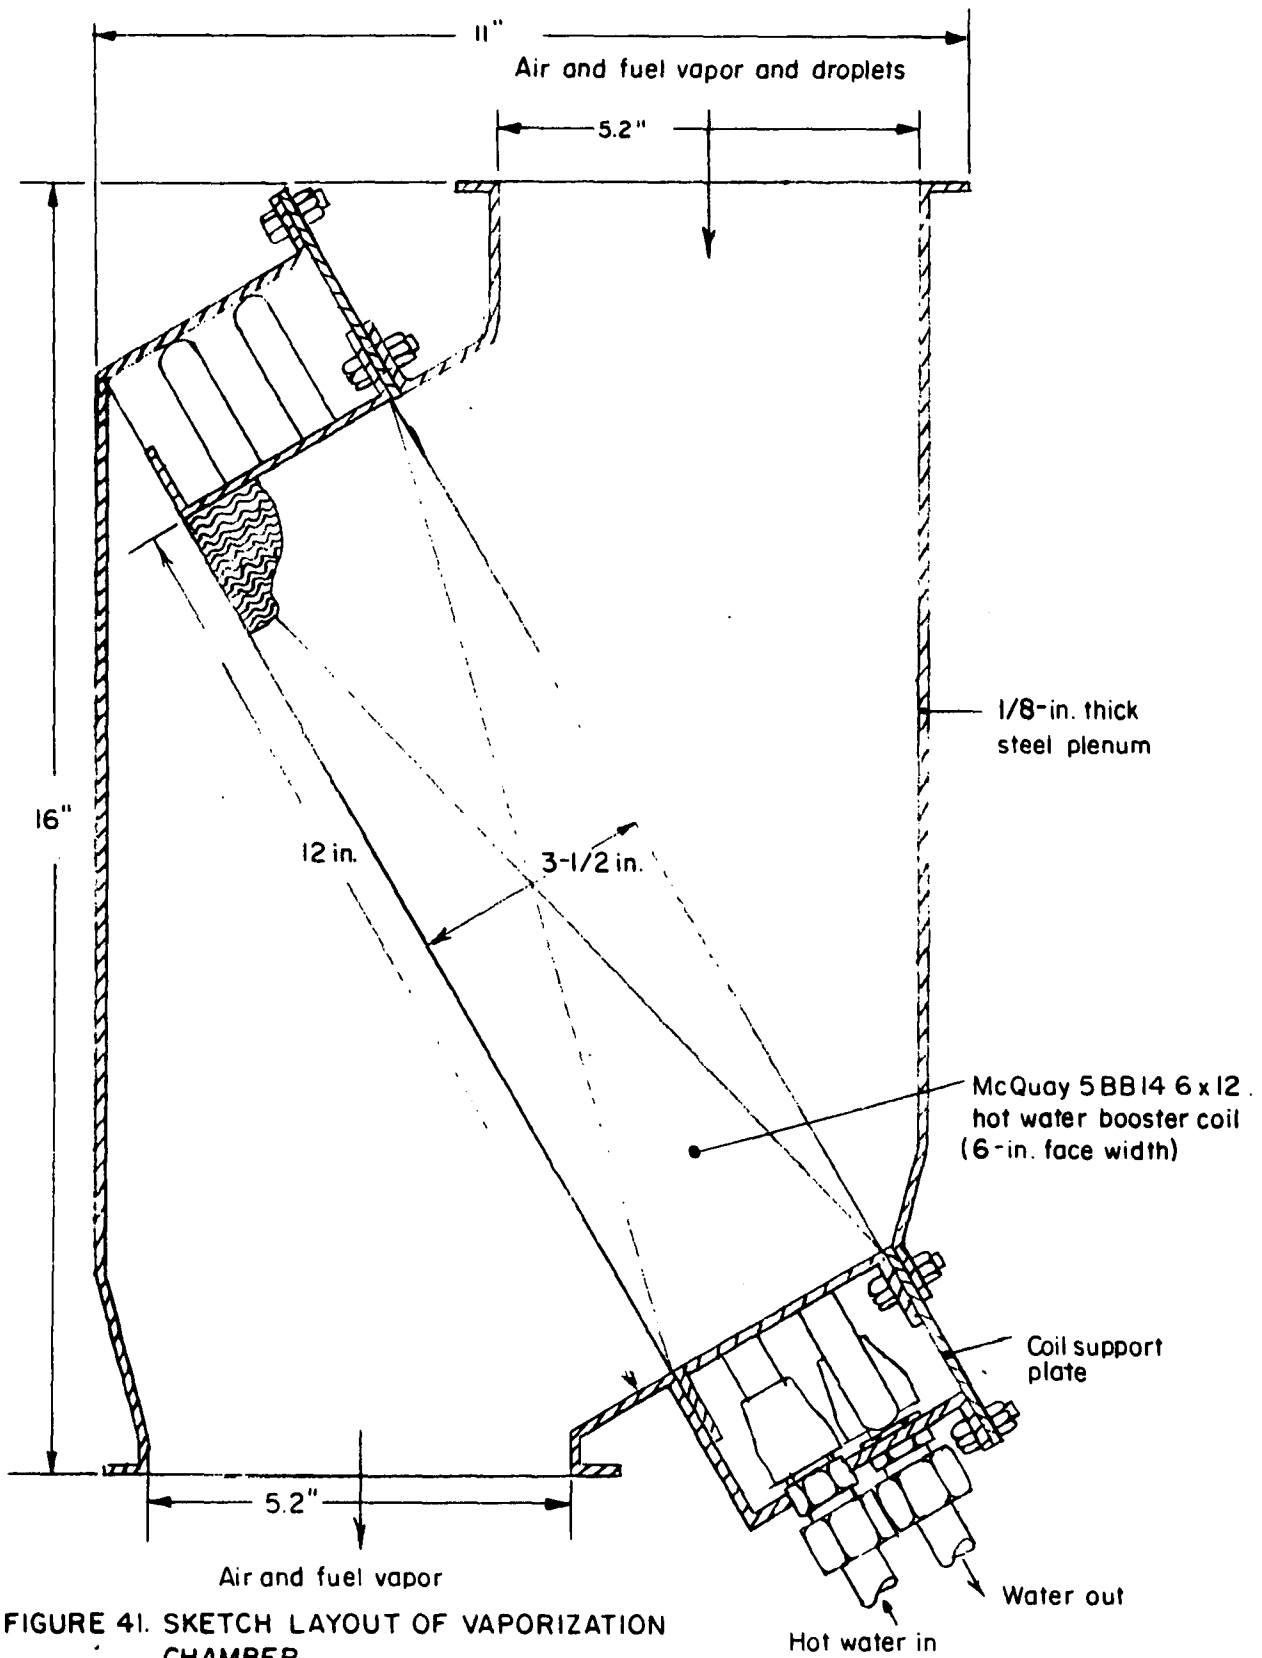 11"
Air and fuel vapor and droplets
5.2"
1/8-in. thick
steel plenum
16"
12 in.
3-1/2 in.
McQuay 5BB14 6x12.
hot water booster coil
(6-in. face width)
Coil support
plate
5.2"
Air and fuel vapor
Water out
FIGURE 41. SKETCH LAYOUT OF VAPORIZATION
CHAMBER
Hot water in